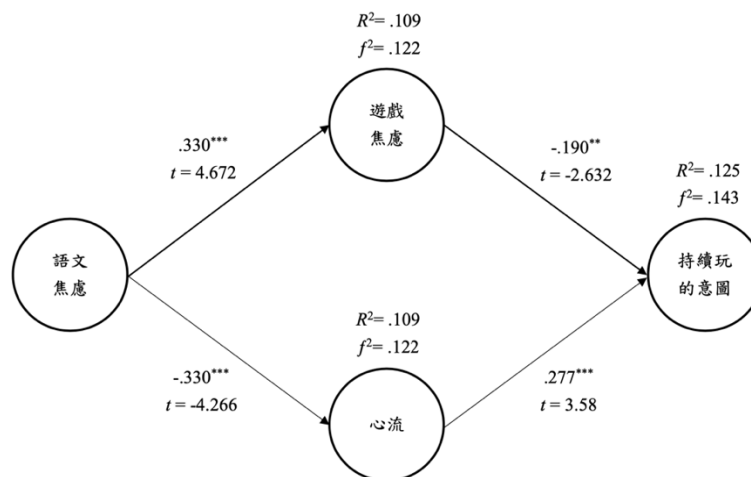 R²= .109
f²= .122
遊戲
焦慮
.330***
t = 4.672
-.190**
t = -2.632
R²= .125
f²= .143
語文
焦慮
持續玩
的意圖
R²= .109
f²= .122
-.330***
t = -4.266
.277***
t = 3.58
心流